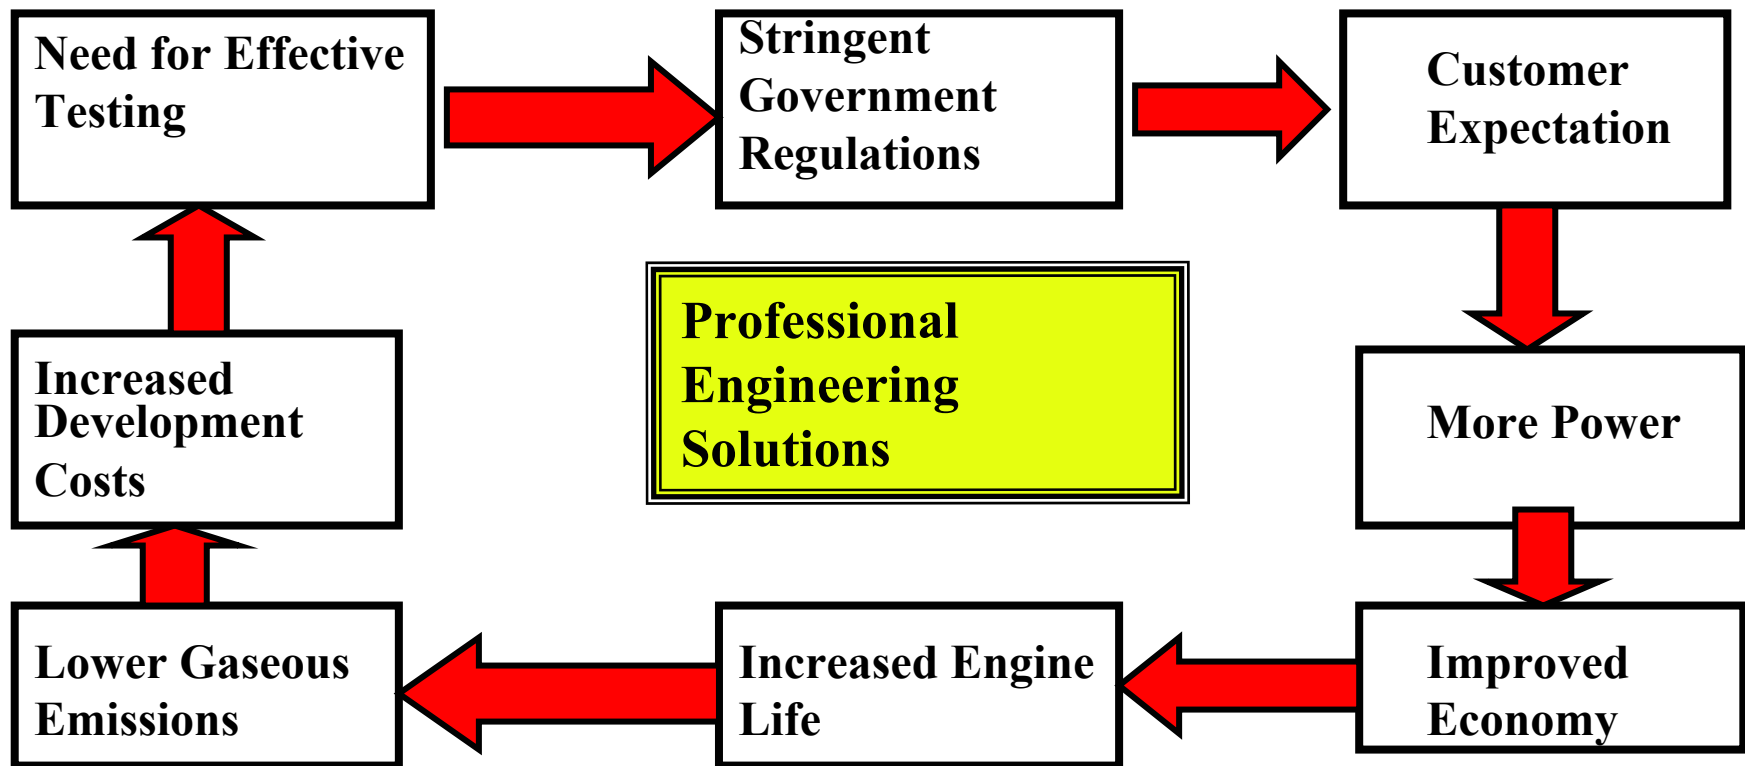 Need for Effective
Testing
Stringent
Government
Regulations
Customer
Expectation
Professional
Engineering
Solutions
Increased
Development
Costs
More Power
Lower Gaseous
Emissions
Increased Engine
Life
Improved
Economy